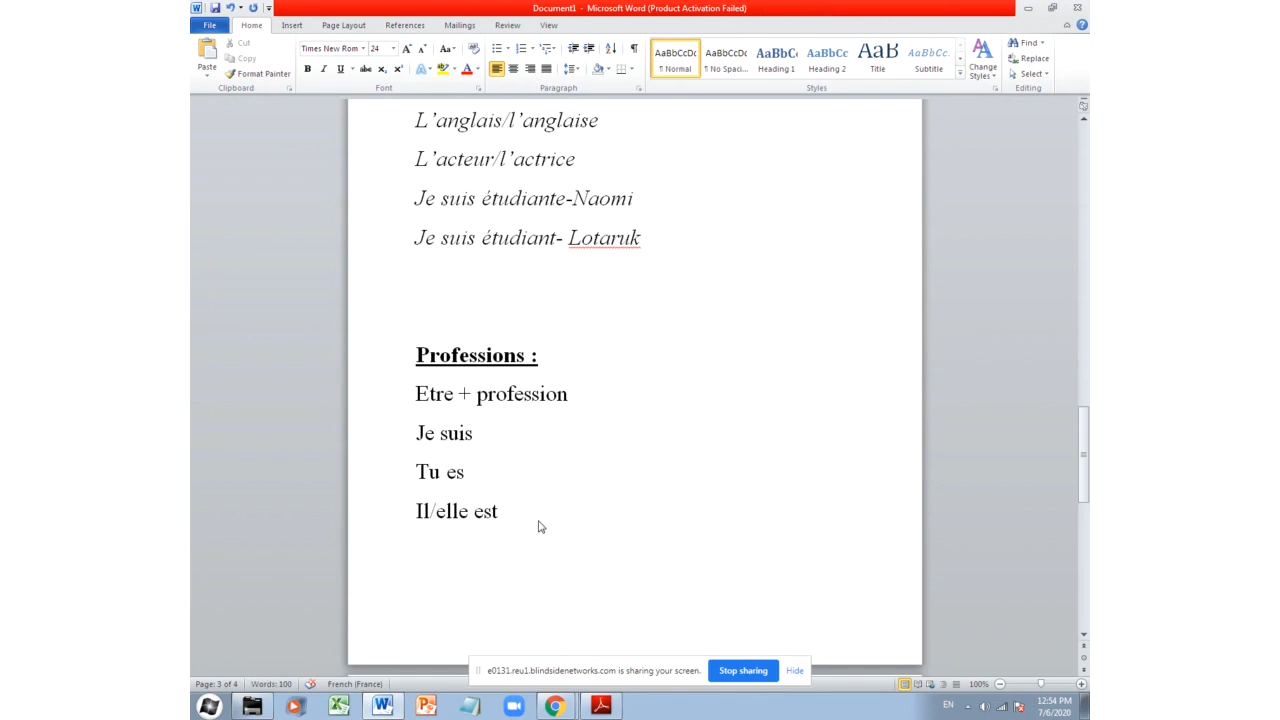 Document1 - Microsoft Word (Product Activation Failed)
File Home Insert Page Layout References Mailings Review View
Paste
Cut
Copy
Format Painter
Clipboard
Times New Rom 24
Font
Paragraph
AaBbCcDc AaBbCcDc AaBbCc AaBbCc AaB AaBbCc.
¶ Normal ¶ No Spaci... Heading 1 Heading 2 Title Subtitle
Change Styles
Styles
Find
Replace
Select
Editing
L’anglais/l’anglaise
L’acteur/l’actrice
Je suis étudiante-Naomi
Je suis étudiant- Lotaruk
Professions :
Etre + profession
Je suis
Tu es
Il/elle est
e0131.reu1.blindsidenetworks.com is sharing your screen. Stop sharing Hide
Page: 3 of 4 Words: 100 French (France) 100%
EN 12:54 PM
7/6/2020